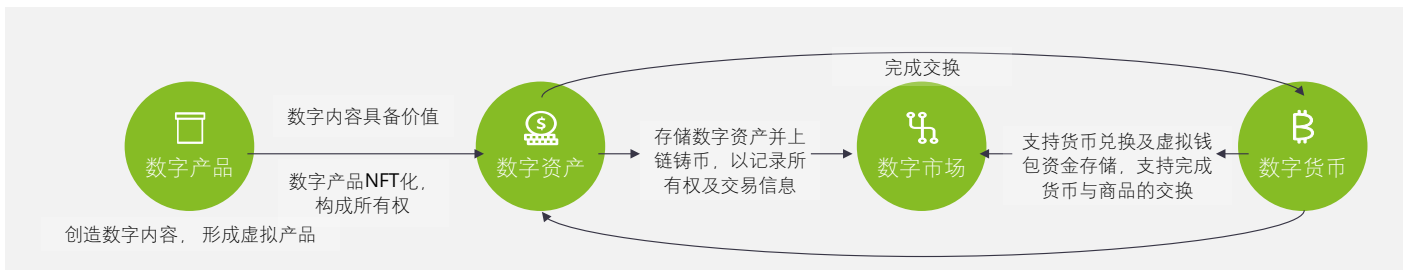 完成交换
数字内容具备价值
数字产品
数字产品NFT化，
构成所有权
创造数字内容， 形成虚拟产品
$
数字资产
存储数字资产并上
链铸币，以记录所
有权及交易信息
数字市场
支持货币兑换及虚拟钱
包资金存储，支持完成
货币与商品的交换
数字货币